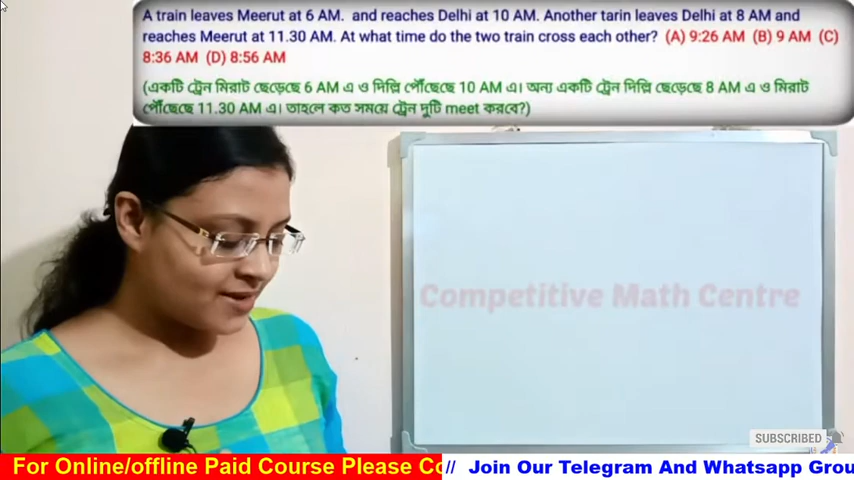 A train leaves Meerut at 6 AM. and reaches Delhi at 10 AM. Another tarin leaves Delhi at 8 AM and
reaches Meerut at 11.30 AM. At what time do the two train cross each other? (A) 9:26 AM (B) 9 AM (C)
8:36 AM (D) 8:56 AM
(একটি ট্রেন মিরাট ছেড়েছে 6 AM এ ও দিল্লি পৌঁছেছে 10 AM এ। অন্য একটি ট্রেন দিল্লি ছেড়েছে 8 AM এ ও মিরাট
পৌঁছেছে 11.30 AM এ। তাহলে কত সময়ে ট্রেন দুটি meet করবে?)
Competitive Math Centre
SUBSCRIBED
For Online/offline Paid Course Please Co // Join Our Telegram And Whatsapp Grou